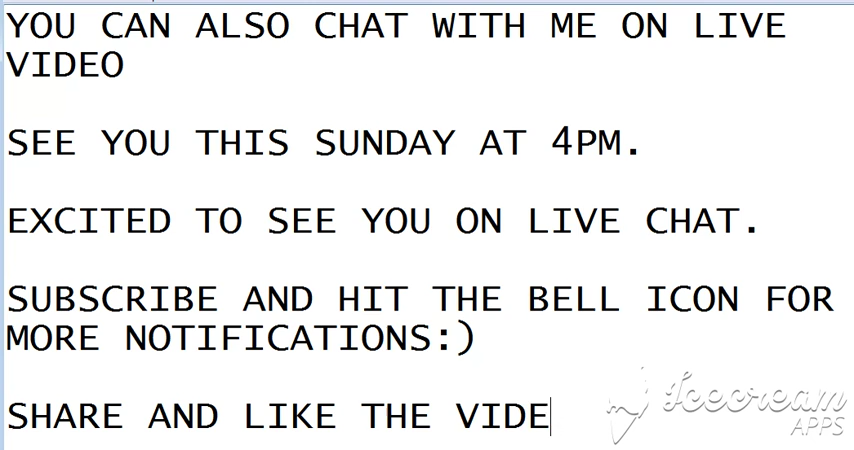 YOU CAN ALSO CHAT WITH ME ON LIVE
VIDEO
SEE YOU THIS SUNDAY AT 4PM.
EXCITED TO SEE YOU ON LIVE CHAT.
SUBSCRIBE AND HIT THE BELL ICON FOR
MORE NOTIFICATIONS:)
SHARE AND LIKE THE VIDE
Icecream
APPS